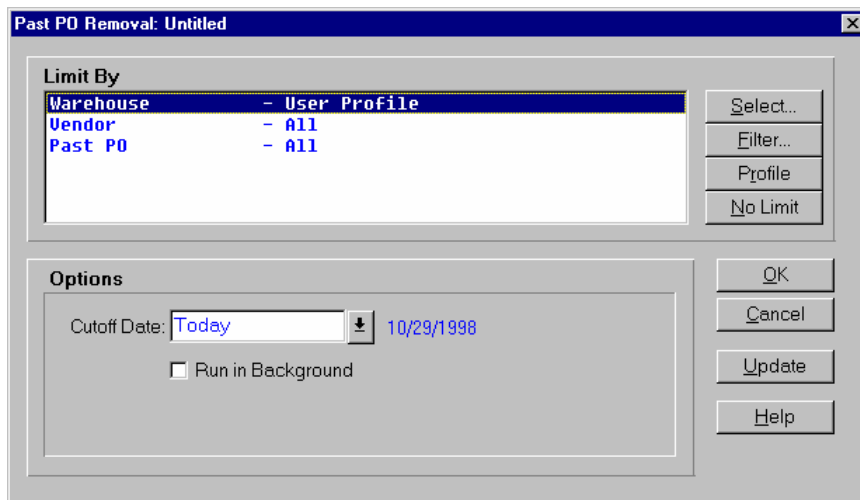 Past PO Removal: Untitled
Limit By
Warehouse - User Profile
Vendor - All
Past PO - All
Select...
Filter...
Profile
No Limit
Options
Cutoff Date: Today 10/29/1998
Run in Background
OK
Cancel
Update
Help